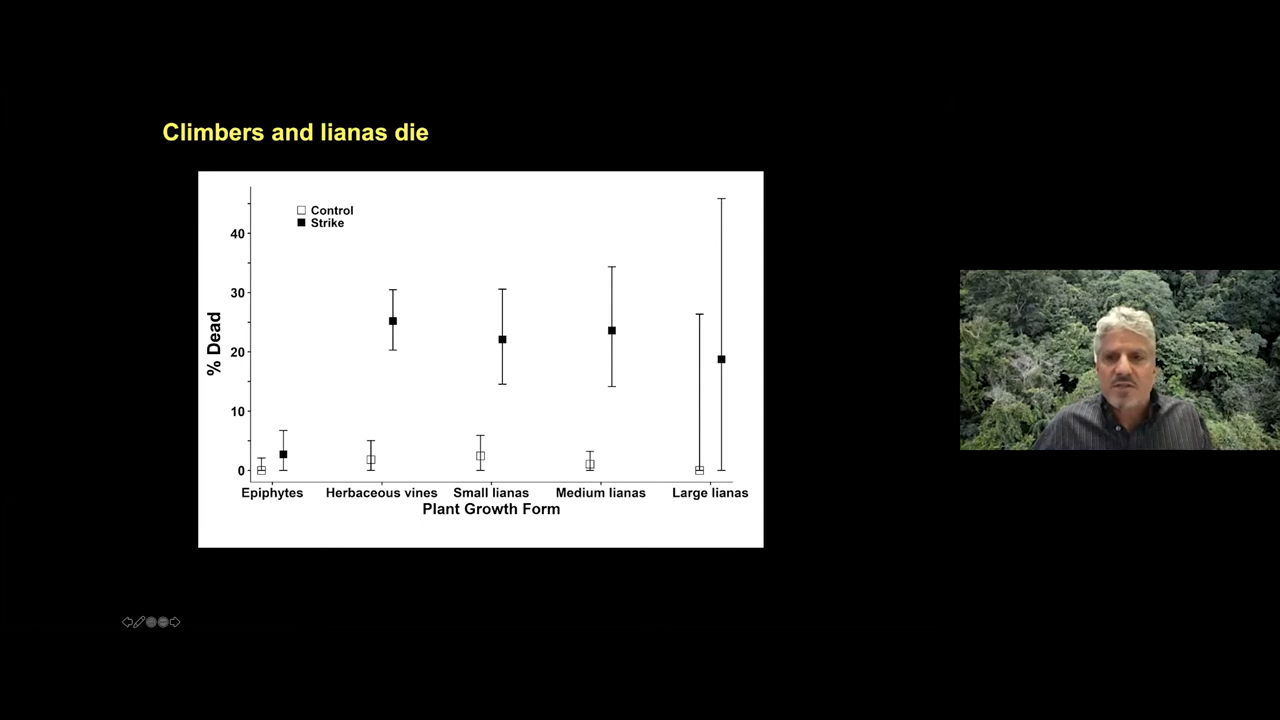 Climbers and lianas die
Control
Strike
40
30
20
10
0
% Dead
Epiphytes Herbaceous vines Small lianas Medium lianas Large lianas
Plant Growth Form